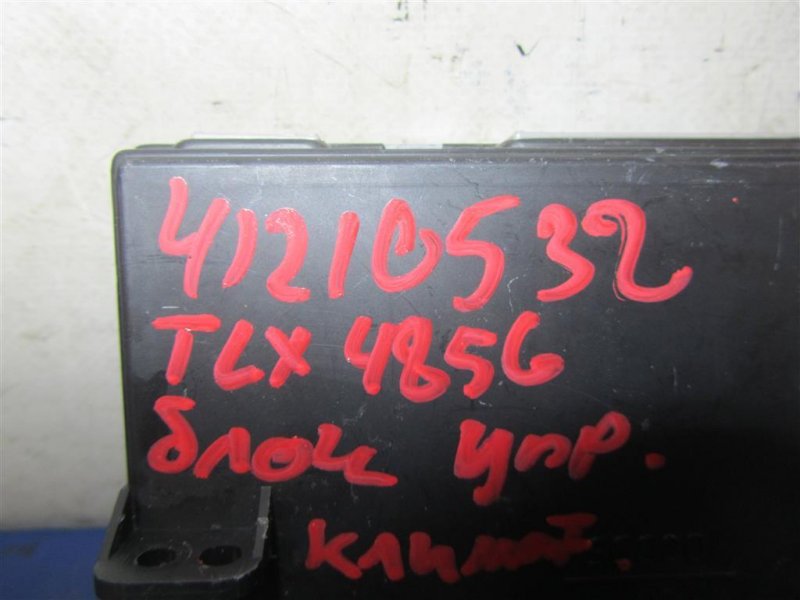 41210532
TLX 4856
блок упр.
климат.